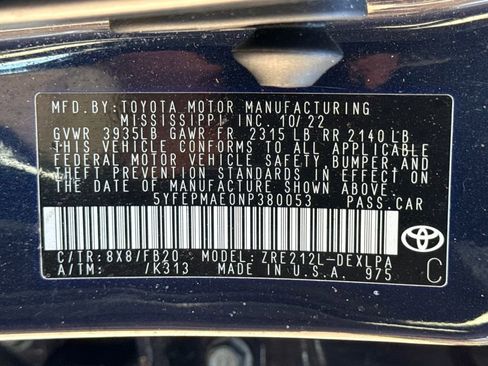 MFD.BY:TOYOTA MOTOR MANUFACTURING
MISSISSIPPI INC. 10/22
GVWR 3935LB GAWR FR 2315 LB RR 2140 LB
THIS VEHICLE CONFORMS TO ALL APPLICABLE
FEDERAL MOTOR VEHICLE SAFETY, BUMPER AND
THEFT PREVENTION STANDARDS IN EFFECT ON
THE DATE OF MANUFACTURE SHOWN ABOVE.
5YFEPMAE0NP380053 PASS.CAR
C/TR:8X8/FB20 MODEL:ZRE212L-DEXLPA
A/TM: /K313 MADE IN U.S.A. 975 C